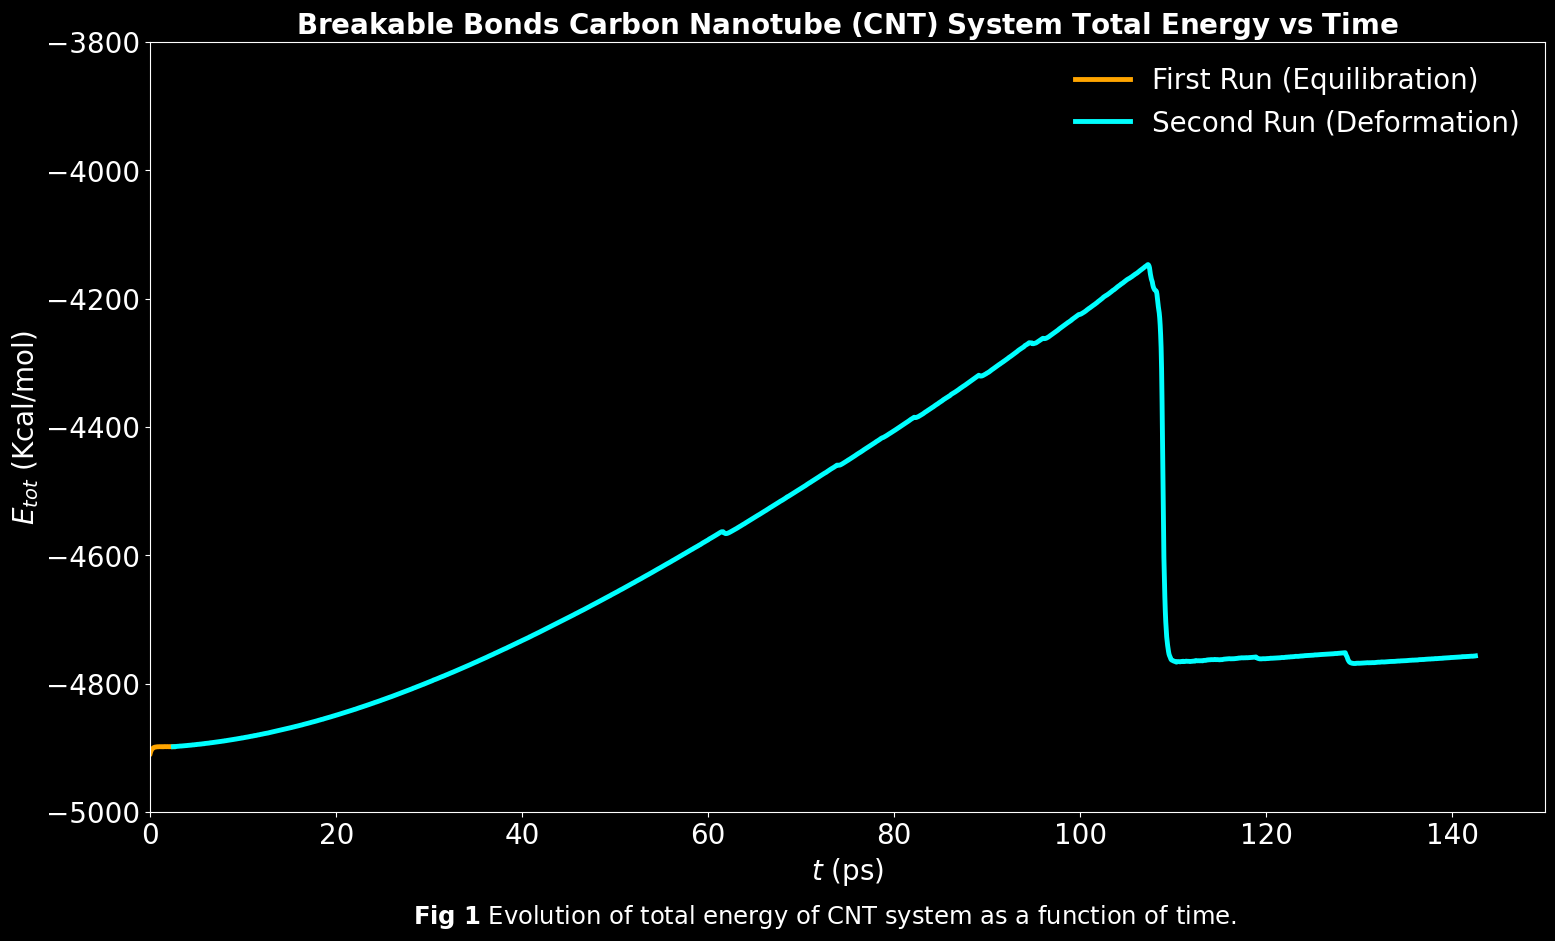 Breakable Bonds Carbon Nanotube (CNT) System Total Energy vs Time
−3800
−4000
−4200
−4400
−4600
−4800
−5000
E_tot (Kcal/mol)
First Run (Equilibration)
Second Run (Deformation)
0 20 40 60 80 100 120 140
t (ps)
Fig 1 Evolution of total energy of CNT system as a function of time.